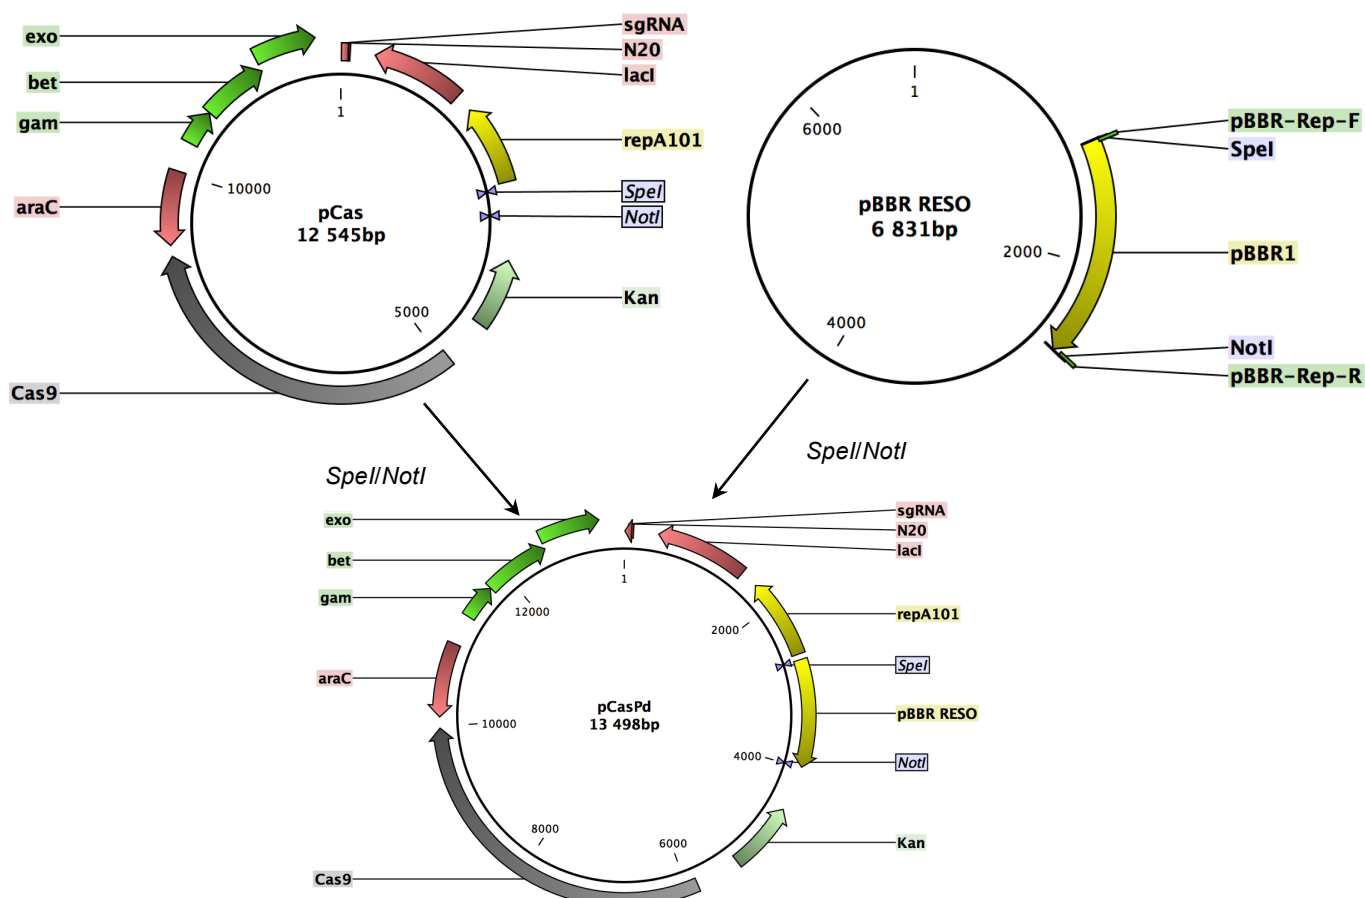 exo
bet
gam
araC
Cas9
sgRNA
N20
lacI
repA101
SpeI
NotI
Kan
1
10000
5000
pCas
12 545bp
1
6000
2000
4000
pBBR RESO
6 831bp
pBBR-Rep-F
SpeI
pBBR1
NotI
pBBR-Rep-R
SpeI/NotI
SpeI/NotI
exo
bet
gam
araC
Cas9
sgRNA
N20
lacI
repA101
SpeI
pBBR RESO
NotI
Kan
1
12000
2000
10000
4000
8000
6000
pCasPd
13 498bp